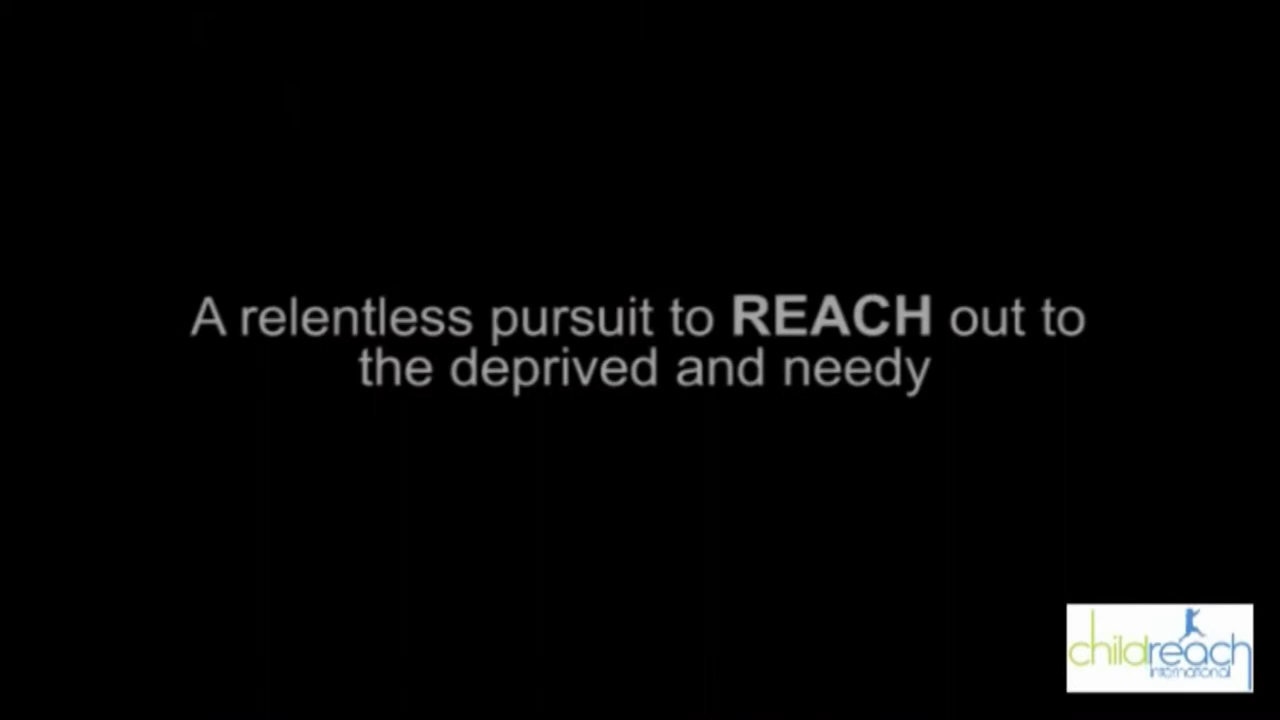 A relentless pursuit to REACH out to
the deprived and needy
childreach
international